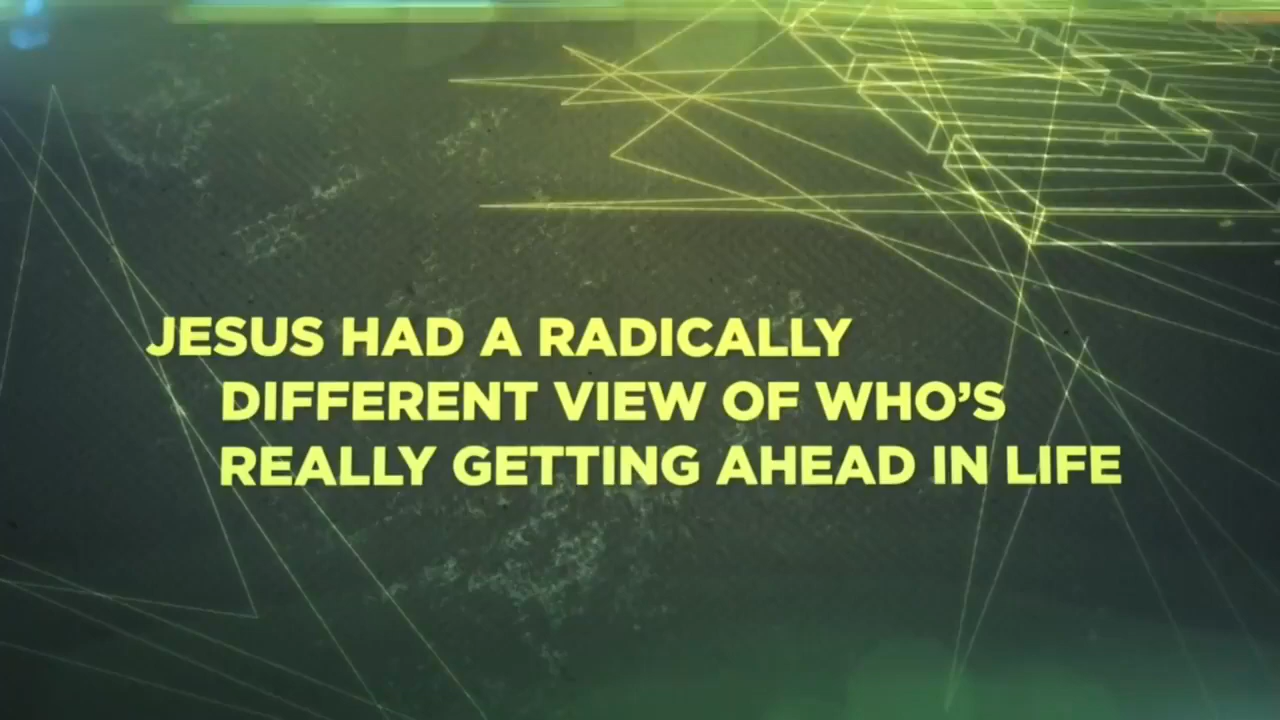 JESUS HAD A RADICALLY
DIFFERENT VIEW OF WHO’S
REALLY GETTING AHEAD IN LIFE